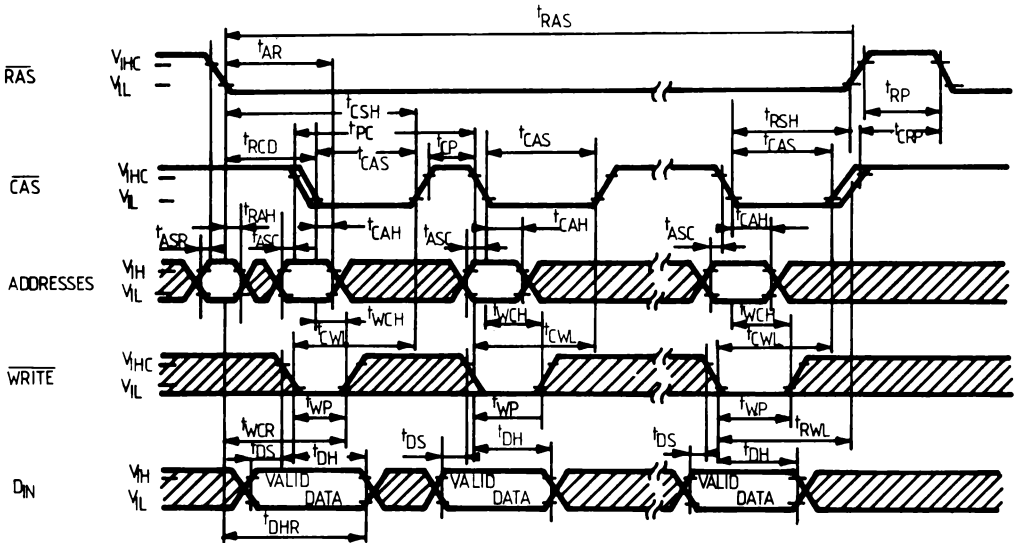 tRAS
tAR
RAS
VIHC
VIL
tRP
tCSH
tPC
tRSH
tCRP
tRCD
tCAS
tCP
tCAS
tCAS
CAS
VIHC
VIL
tRAH
tASR
tASC
tCAH
tASC
tCAH
tASC
tCAH
ADDRESSES
VIH
VIL
tWCH
tWCH
tWCH
tCWL
tCWL
tCWL
WRITE
VIHC
VIL
tWP
tWP
tWP
tWCR
tRWL
tDS
tDH
tDS
tDH
tDS
tDH
DIN
VIH
VIL
VALID
DATA
VALID
DATA
VALID
DATA
tDHR